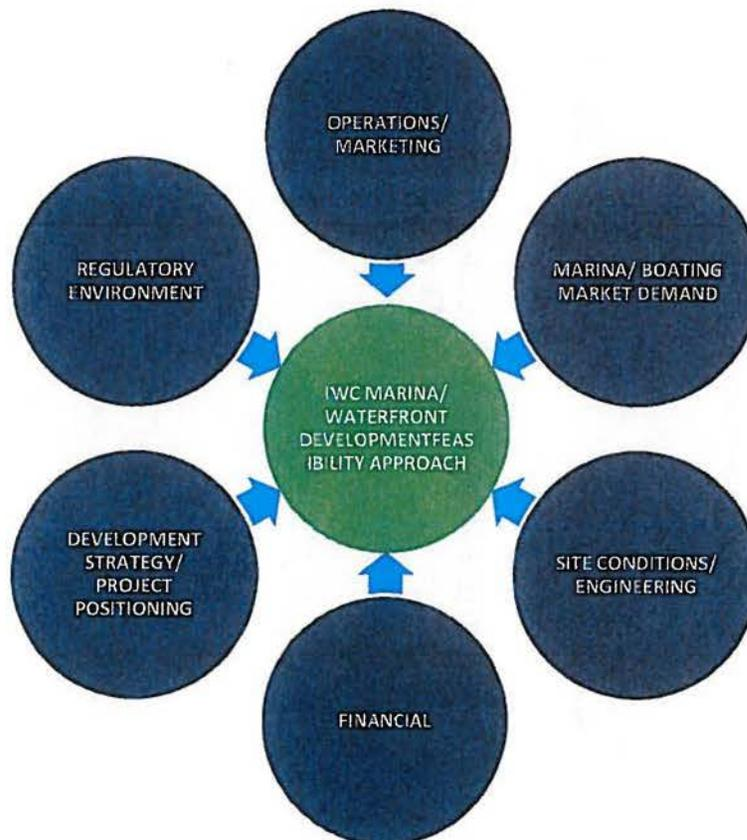 OPERATIONS/
MARKETING
REGULATORY
ENVIRONMENT
MARINA/ BOATING
MARKET DEMAND
IWC MARINA/
WATERFRONT
DEVELOPMENTFEAS
IBILITY APPROACH
DEVELOPMENT
STRATEGY/
PROJECT
POSITIONING
SITE CONDITIONS/
ENGINEERING
FINANCIAL